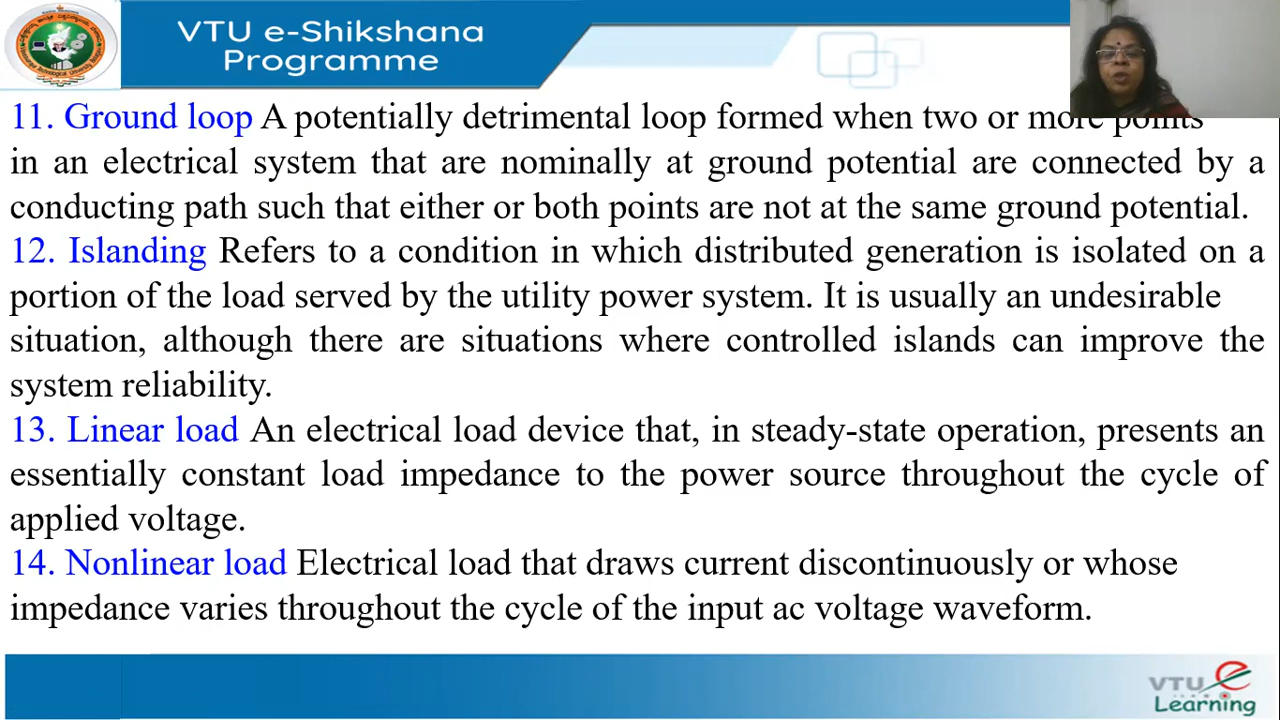 VTU e-Shikshana
Programme
11. Ground loop A potentially detrimental loop formed when two or more points
in an electrical system that are nominally at ground potential are connected by a
conducting path such that either or both points are not at the same ground potential.
12. Islanding Refers to a condition in which distributed generation is isolated on a
portion of the load served by the utility power system. It is usually an undesirable
situation, although there are situations where controlled islands can improve the
system reliability.
13. Linear load An electrical load device that, in steady-state operation, presents an
essentially constant load impedance to the power source throughout the cycle of
applied voltage.
14. Nonlinear load Electrical load that draws current discontinuously or whose
impedance varies throughout the cycle of the input ac voltage waveform.
VTU e
Learning